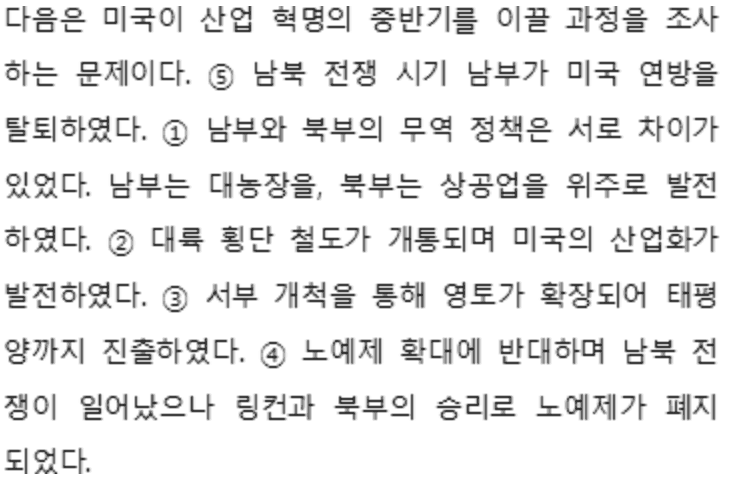 다음은 미국이 산업 혁명의 중반기를 이끌 과정을 조사
하는 문제이다. ⑤ 남북 전쟁 시기 남부가 미국 연방을
탈퇴하였다. ① 남부와 북부의 무역 정책은 서로 차이가
있었다. 남부는 대농장을, 북부는 상공업을 위주로 발전
하였다. ② 대륙 횡단 철도가 개통되며 미국의 산업화가
발전하였다. ③ 서부 개척을 통해 영토가 확장되어 태평
양까지 진출하였다. ④ 노예제 확대에 반대하며 남북 전
쟁이 일어났으나 링컨과 북부의 승리로 노예제가 폐지
되었다.